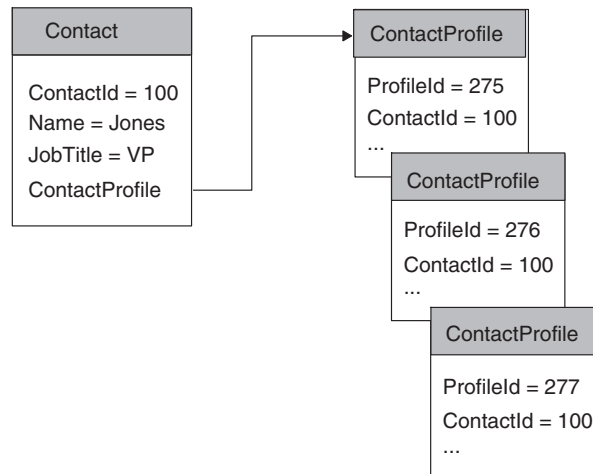 Contact
ContactId = 100
Name = Jones
JobTitle = VP
ContactProfile
ContactProfile
ProfileId = 275
ContactId = 100
...
ContactProfile
ProfileId = 276
ContactId = 100
...
ContactProfile
ProfileId = 277
ContactId = 100
...